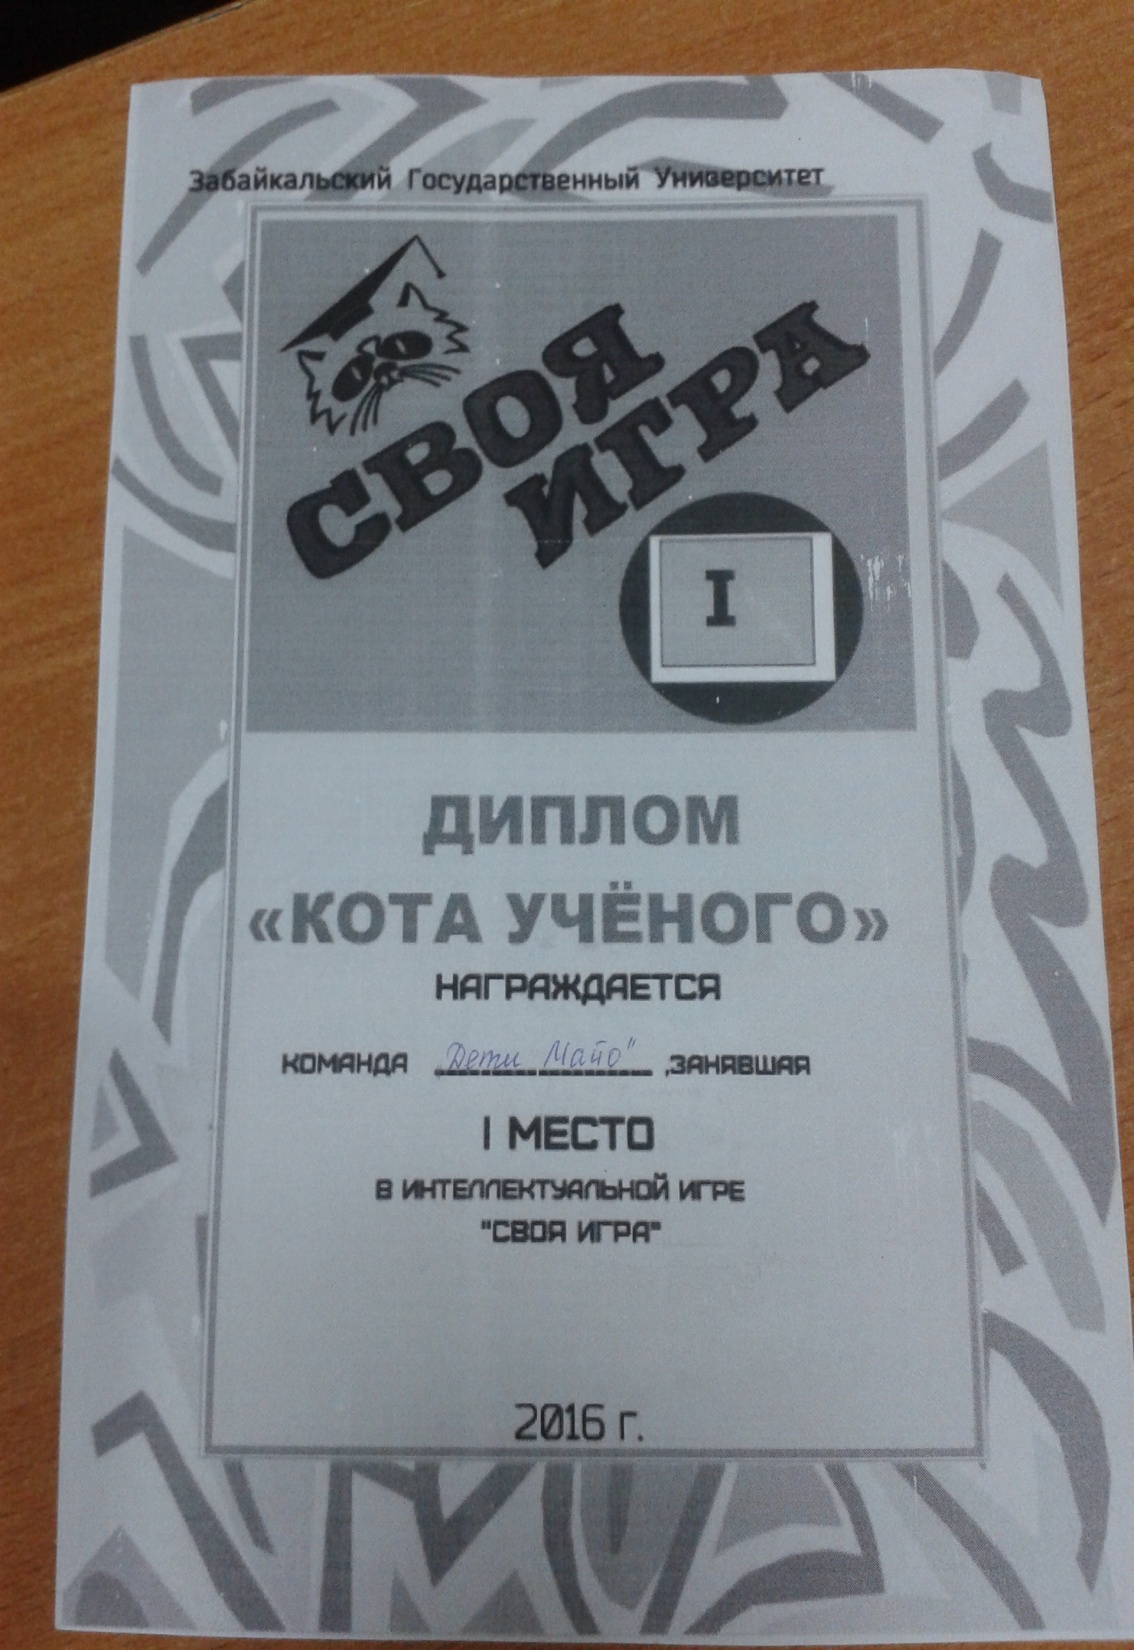 Забайкальский Государственный Университет
СВОЯ
ИГРА
I
ДИПЛОМ
«КОТА УЧЁНОГО»
НАГРАЖДАЕТСЯ
КОМАНДА „Дети Майо" ,ЗАНЯВШАЯ
I МЕСТО
В ИНТЕЛЛЕКТУАЛЬНОЙ ИГРЕ
"СВОЯ ИГРА"
2016 г.